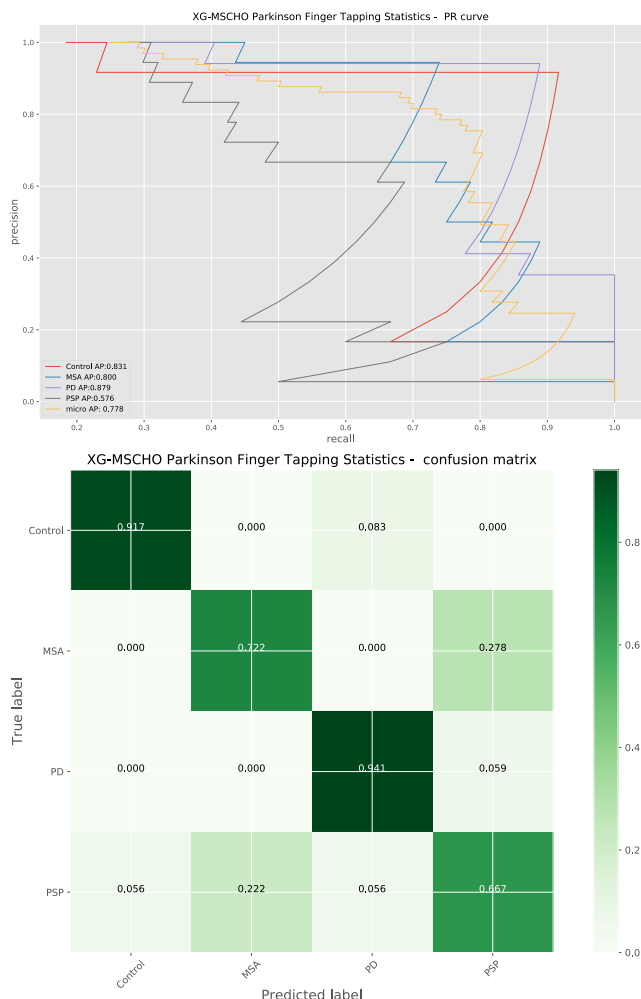 XG-MSCHO Parkinson Finger Tapping Statistics - PR curve
1.0
0.8
0.6
0.4
0.2
0.0
precision
Control AP:0.831
MSA AP:0.800
PD AP:0.879
PSP AP:0.576
micro AP: 0.778
0.2 0.3 0.4 0.5 0.6 0.7 0.8 0.9 1.0
recall
XG-MSCHO Parkinson Finger Tapping Statistics - confusion matrix
Control 0.917 0.000 0.083 0.000
MSA 0.000 0.722 0.000 0.278
PD 0.000 0.000 0.941 0.059
PSP 0.056 0.222 0.056 0.667
True label
Control MSA PD PSP
Predicted label
0.8
0.6
0.4
0.2
0.0